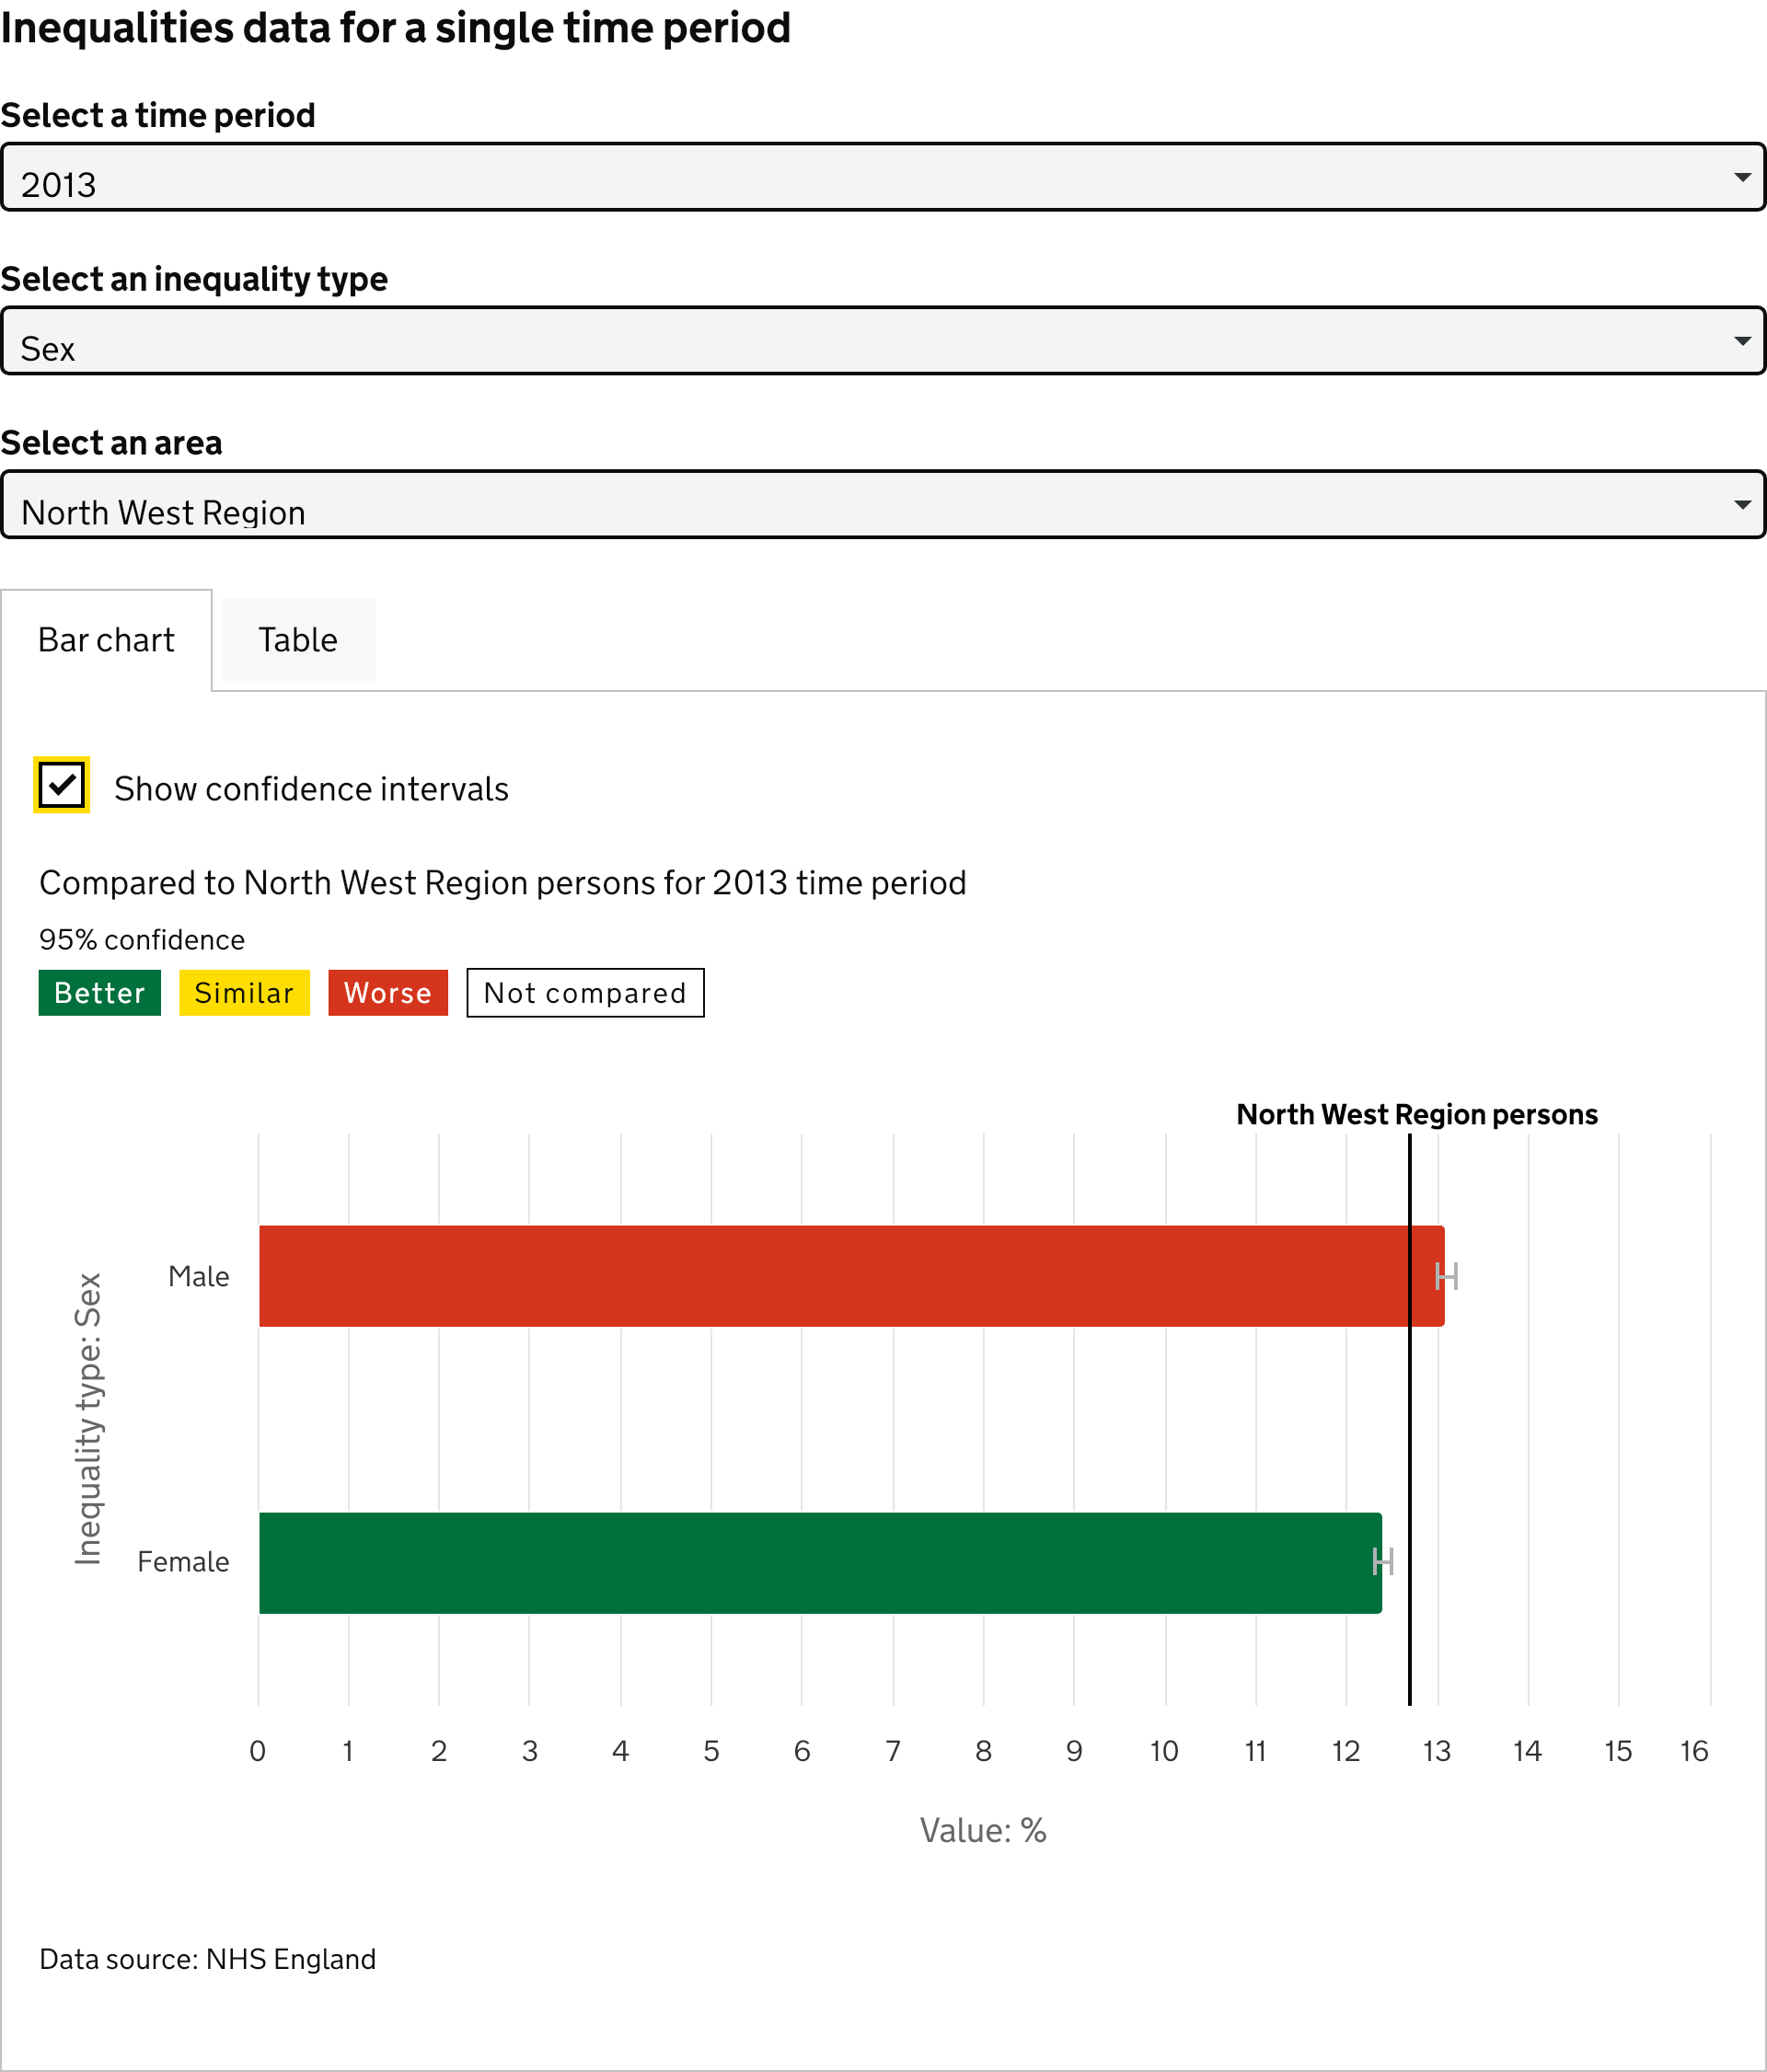 Inequalities data for a single time period
Select a time period
2013
Select an inequality type
Sex
Select an area
North West Region
Bar chart Table
Show confidence intervals
Compared to North West Region persons for 2013 time period
95% confidence
Better Similar Worse Not compared
North West Region persons
Inequality type: Sex
Male
Female
0 1 2 3 4 5 6 7 8 9 10 11 12 13 14 15 16
Value: %
Data source: NHS England